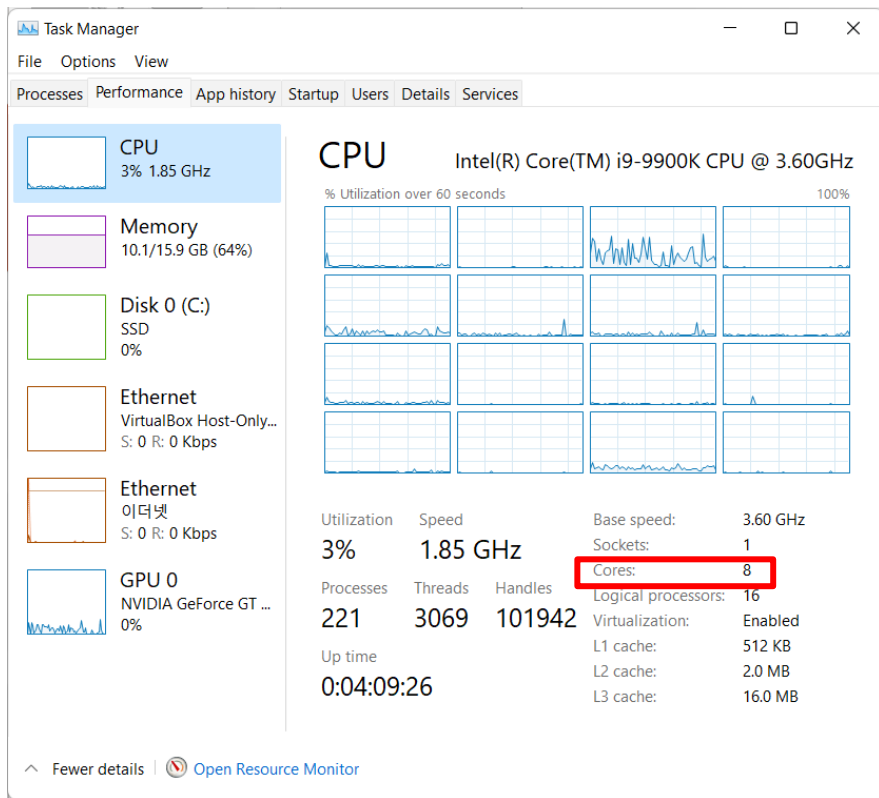 Task Manager
File Options View
Processes Performance App history Startup Users Details Services
CPU
3% 1.85 GHz
Memory
10.1/15.9 GB (64%)
Disk 0 (C:)
SSD
0%
Ethernet
VirtualBox Host-Only...
S: 0 R: 0 Kbps
Ethernet
이더넷
S: 0 R: 0 Kbps
GPU 0
NVIDIA GeForce GT ...
0%
CPU Intel(R) Core(TM) i9-9900K CPU @ 3.60GHz
% Utilization over 60 seconds 100%
Utilization Speed
3% 1.85 GHz
Processes Threads Handles
221 3069 101942
Up time
0:04:09:26
Base speed: 3.60 GHz
Sockets: 1
Cores: 8
Logical processors: 16
Virtualization: Enabled
L1 cache: 512 KB
L2 cache: 2.0 MB
L3 cache: 16.0 MB
Fewer details Open Resource Monitor